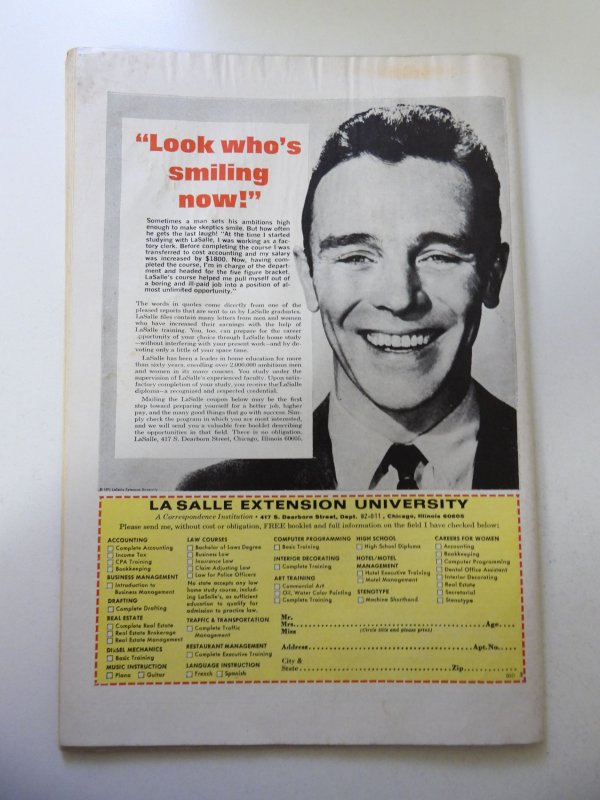 “Look who’s
smiling
now!”
Sometimes a man sets his ambitions high
enough to make skeptics smile. But how often
he gets the last laugh! “At the time I started
studying with LaSalle, I was working as a fac-
tory clerk. Before completing the course I was
transferred to cost accounting and my salary
was increased by $1800. Now, having com-
pleted the course, I’m in charge of the depart-
ment and headed for the five figure bracket.
LaSalle’s course helped me pull myself out of
a boring and ill-paid job into a position of al-
most unlimited opportunity.”
The words in quotes come directly from one of the
pleased reports that are sent to us by LaSalle graduates.
LaSalle files contain many letters from men and women
who have increased their earnings with the help of
LaSalle training. You, too, can prepare for the career
opportunity of your choice through LaSalle home study
—without interfering with your present work—and by de-
voting only a little of your spare time.
LaSalle has been a leader in home education for more
than sixty years, enrolling over 2,000,000 ambitious men
and women in its many courses. You study under the
supervision of LaSalle’s experienced faculty. Upon satis-
factory completion of your study, you receive the LaSalle
diploma—a recognized and respected credential.
Mailing the LaSalle coupon below may be the first
step toward preparing yourself for a better job, higher
pay, and the many good things that go with success. Sim-
ply check the program in which you are most interested,
and we will send you a valuable free booklet describing
the opportunities in that field. There is no obligation.
LaSalle, 417 S. Dearborn Street, Chicago, Illinois 60605.
LaSalle Extension University
LA SALLE EXTENSION UNIVERSITY
A Correspondence Institution • 417 S. Dearborn Street, Dept. 82-011, Chicago, Illinois 60605
Please send me, without cost or obligation, FREE booklet and full information on the field I have checked below:
ACCOUNTING
Complete Accounting
Income Tax
CPA Training
Bookkeeping
BUSINESS MANAGEMENT
Introduction to
Business Management
DRAFTING
Complete Drafting
REAL ESTATE
Complete Real Estate
Real Estate Brokerage
Real Estate Management
DIESEL MECHANICS
Basic Training
MUSIC INSTRUCTION
Piano Guitar
LAW COURSES
Bachelor of Laws Degree
Business Law
Insurance Law
Claim Adjusting Law
Law for Police Officers
No state accepts any law
home study course, includ-
ing LaSalle’s, as sufficient
education to qualify for
admission to practice law.
TRAFFIC & TRANSPORTATION
Complete Traffic
Management
RESTAURANT MANAGEMENT
Complete Executive Training
LANGUAGE INSTRUCTION
French Spanish
COMPUTER PROGRAMMING
Basic Training
INTERIOR DECORATING
Complete Training
ART TRAINING
Commercial Art
Oil, Water Color Painting
Complete Training
HIGH SCHOOL
High School Diploma
HOTEL/MOTEL
MANAGEMENT
Hotel Executive Training
Motel Management
STENOTYPE
Machine Shorthand
CAREERS FOR WOMEN
Accounting
Bookkeeping
Computer Programming
Dental Office Assistant
Interior Decorating
Real Estate
Secretarial
Stenotype
Mr.
Mrs. Age
Miss (Circle title and please print)
Address Apt.No.
City &
State Zip